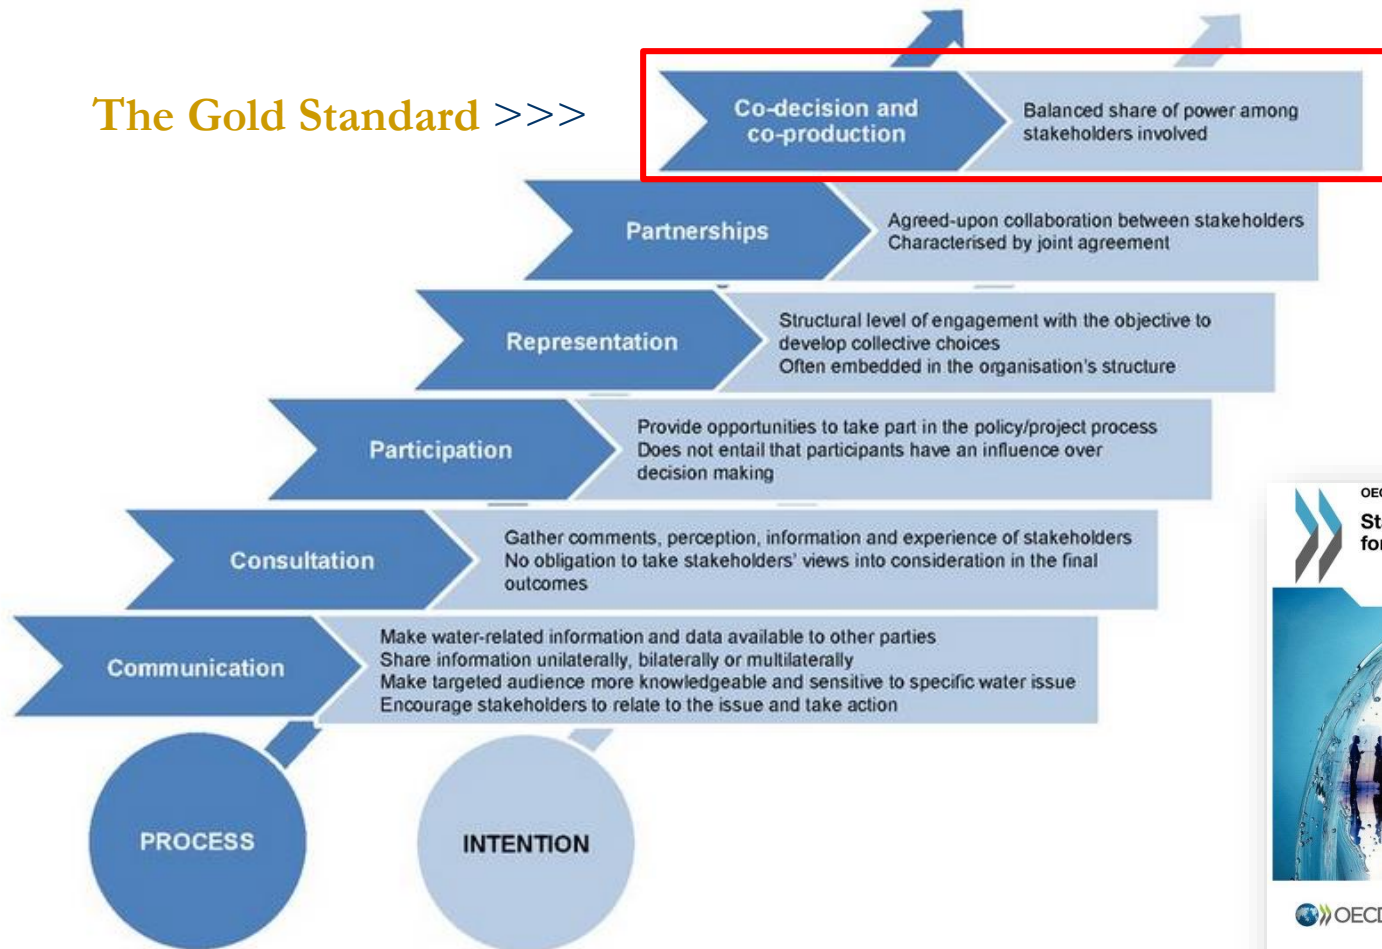 The Gold Standard >>>
Co-decision and
co-production
Balanced share of power among
stakeholders involved
Partnerships
Agreed-upon collaboration between stakeholders
Characterised by joint agreement
Representation
Structural level of engagement with the objective to
develop collective choices
Often embedded in the organisation's structure
Participation
Provide opportunities to take part in the policy/project process
Does not entail that participants have an influence over
decision making
Consultation
Gather comments, perception, information and experience of stakeholders
No obligation to take stakeholders' views into consideration in the final
outcomes
Communication
Make water-related information and data available to other parties
Share information unilaterally, bilaterally or multilaterally
Make targeted audience more knowledgeable and sensitive to specific water issue
Encourage stakeholders to relate to the issue and take action
PROCESS
INTENTION
OECD